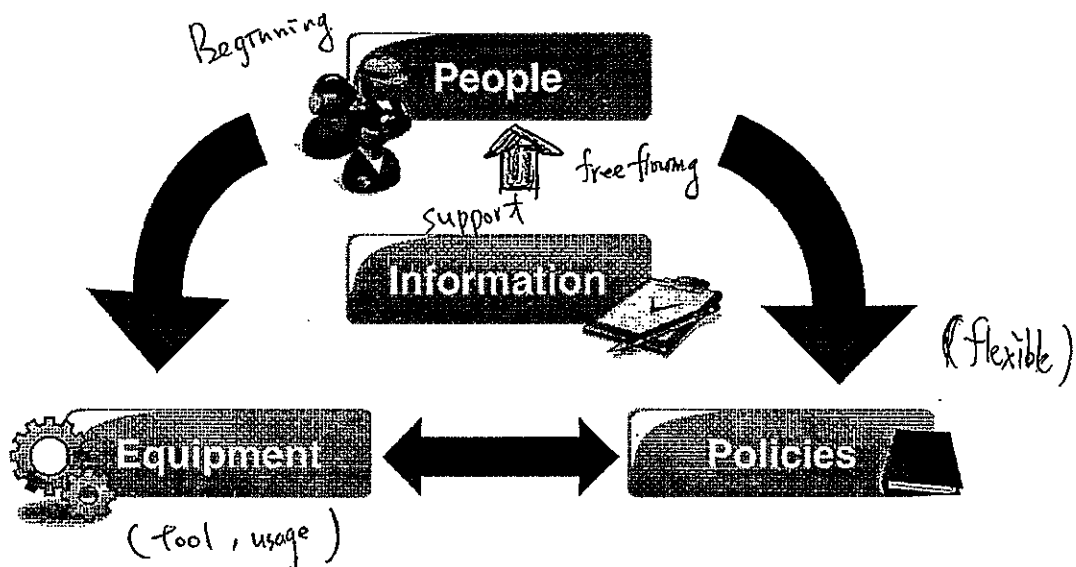 Beginning
People
free flowing
support
Information
(flexible)
Equipment
Policies
(tool, usage)